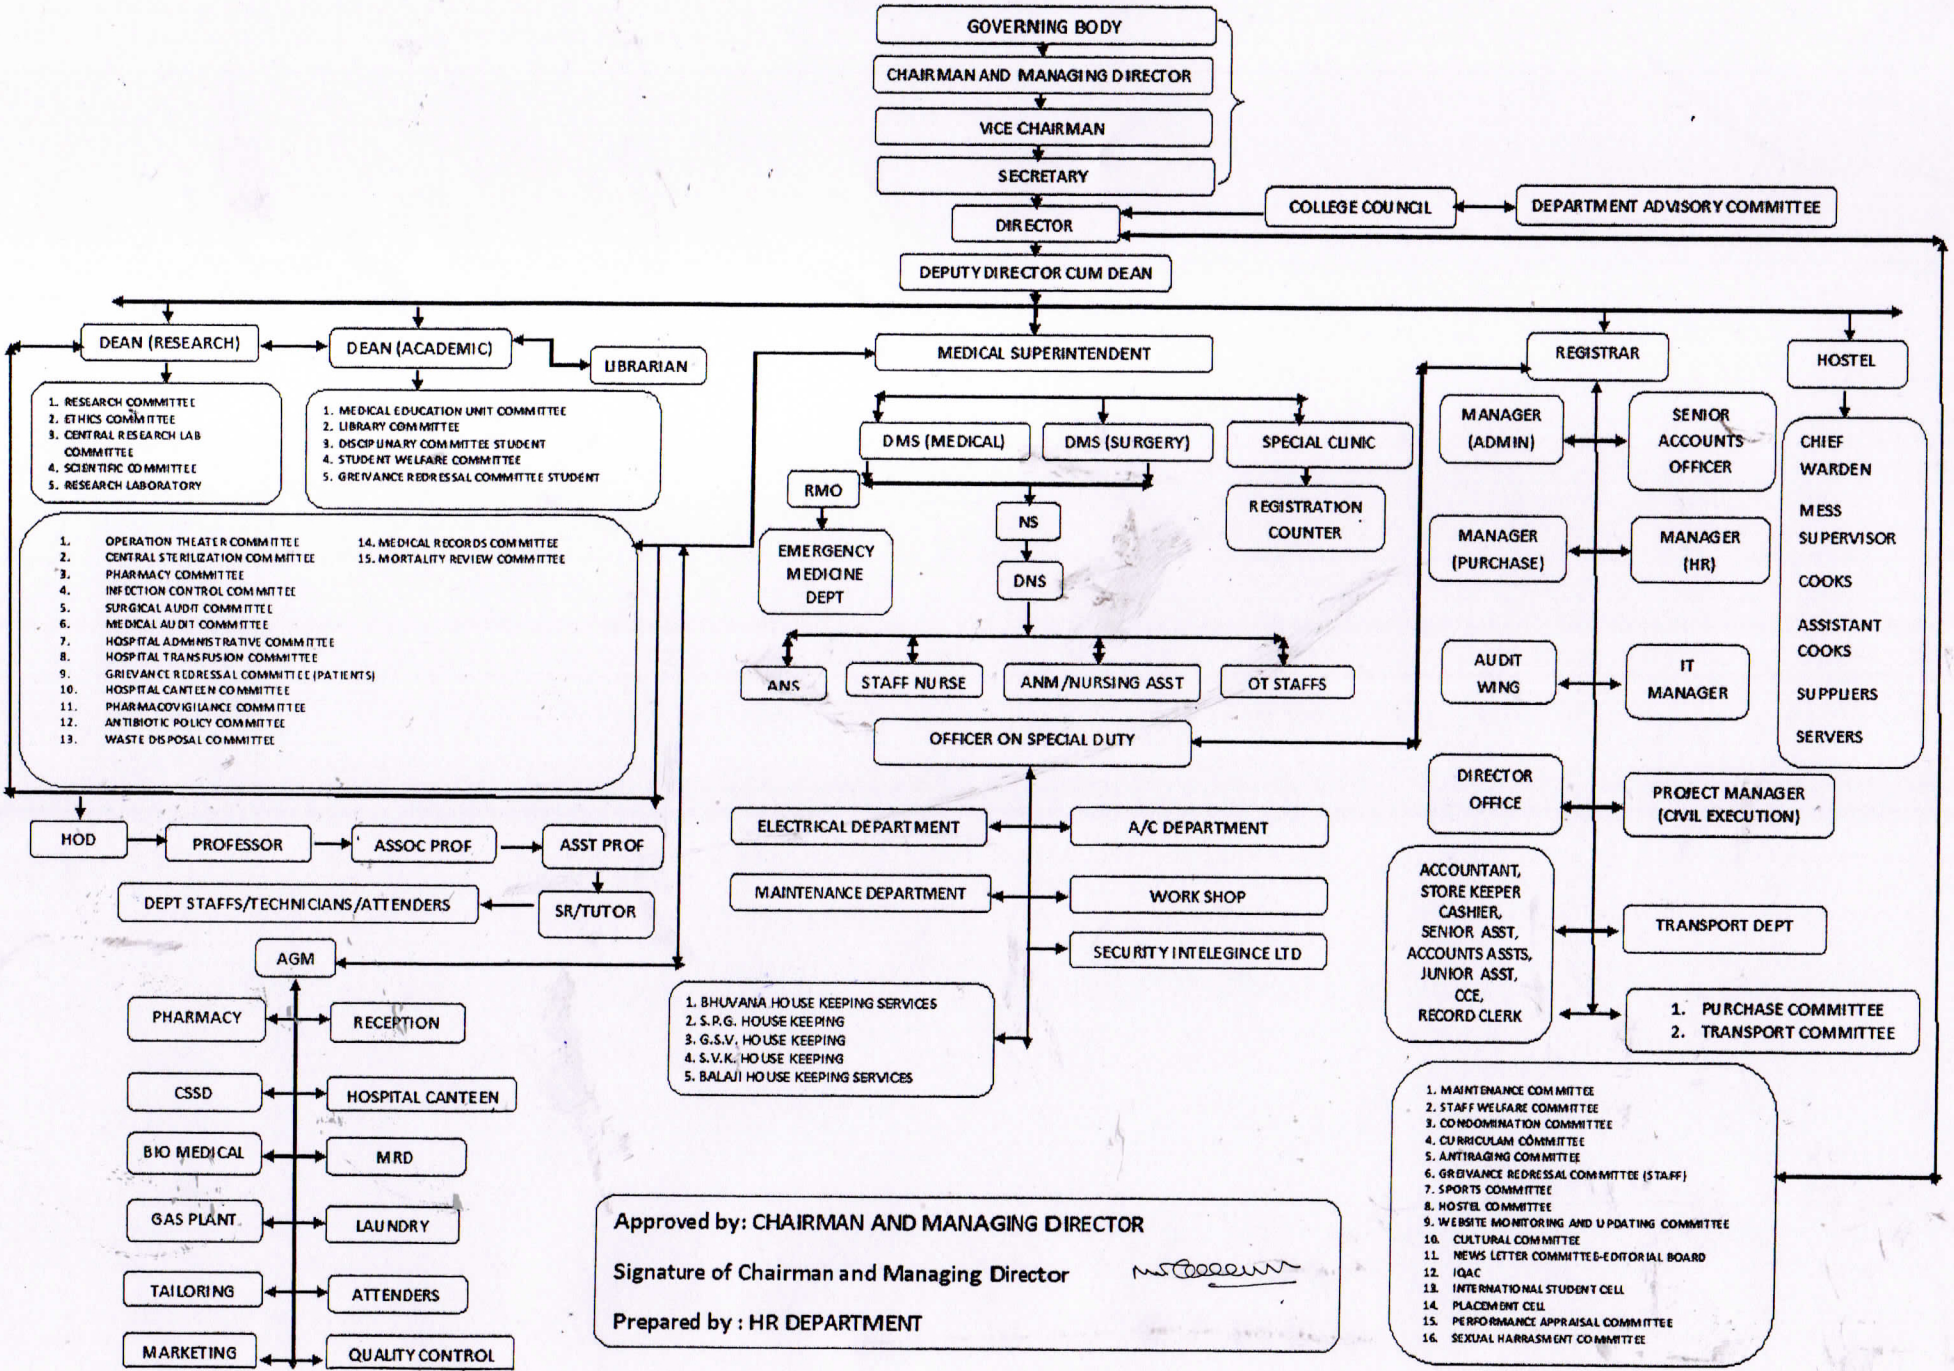 GOVERNING BODY
CHAIRMAN AND MANAGING DIRECTOR
VICE CHAIRMAN
SECRETARY
COLLEGE COUNCIL
DEPARTMENT ADVISORY COMMITTEE
DIRECTOR
DEPUTY DIRECTOR CUM DEAN
DEAN (RESEARCH)
DEAN (ACADEMIC)
LIBRARIAN
MEDICAL SUPERINTENDENT
REGISTRAR
HOSTEL
1. RESEARCH COMMITTEE
2. ETHICS COMMITTEE
3. CENTRAL RESEARCH LAB
COMMITTEE
4. SCIENTIFIC COMMITTEE
5. RESEARCH LABORATORY
1. MEDICAL EDUCATION UNIT COMMITTEE
2. LIBRARY COMMITTEE
3. DISCIPLINARY COMMITTEE STUDENT
4. STUDENT WELFARE COMMITTEE
5. GREIVANCE REDRESSAL COMMITTEE STUDENT
DMS (MEDICAL)
DMS (SURGERY)
SPECIAL CLINIC
RMO
NS
REGISTRATION
COUNTER
EMERGENCY
MEDICINE
DEPT
DNS
ANS
STAFF NURSE
ANM/NURSING ASST
OT STAFFS
MANAGER
(ADMIN)
SENIOR
ACCOUNTS
OFFICER
MANAGER
(PURCHASE)
MANAGER
(HR)
AUDIT
WING
IT
MANAGER
DIRECTOR
OFFICE
PROJECT MANAGER
(CIVIL EXECUTION)
CHIEF
WARDEN
MESS
SUPERVISOR
COOKS
ASSISTANT
COOKS
SUPPLIERS
SERVERS
1. OPERATION THEATER COMMITTEE
2. CENTRAL STERILIZATION COMMITTEE
3. PHARMACY COMMITTEE
4. INFECTION CONTROL COMMITTEE
5. SURGICAL AUDIT COMMITTEE
6. MEDICAL AUDIT COMMITTEE
7. HOSPITAL ADMINISTRATIVE COMMITTEE
8. HOSPITAL TRANSFUSION COMMITTEE
9. GRIEVANCE REDRESSAL COMMITTEE (PATIENTS)
10. HOSPITAL CANTEEN COMMITTEE
11. PHARMACOVIGILANCE COMMITTEE
12. ANTIBIOTIC POLICY COMMITTEE
13. WASTE DISPOSAL COMMITTEE
14. MEDICAL RECORDS COMMITTEE
15. MORTALITY REVIEW COMMITTEE
HOD
PROFESSOR
ASSOC PROF
ASST PROF
DEPT STAFFS/TECHNICIANS/ATTENDERS
SR/TUTOR
OFFICER ON SPECIAL DUTY
ELECTRICAL DEPARTMENT
A/C DEPARTMENT
MAINTENANCE DEPARTMENT
WORK SHOP
SECURITY INTELEGINCE LTD
1. BHUVANA HOUSE KEEPING SERVICES
2. S.P.G. HOUSE KEEPING
3. G.S.V. HOUSE KEEPING
4. S.V.K. HOUSE KEEPING
5. BALAJI HOUSE KEEPING SERVICES
ACCOUNTANT,
STORE KEEPER
CASHIER,
SENIOR ASST,
ACCOUNTS ASSTS,
JUNIOR ASST,
CCE,
RECORD CLERK
TRANSPORT DEPT
1. PURCHASE COMMITTEE
2. TRANSPORT COMMITTEE
AGM
PHARMACY
RECEPTION
CSSD
HOSPITAL CANTEEN
BIO MEDICAL
MRD
GAS PLANT
LAUNDRY
TAILORING
ATTENDERS
MARKETING
QUALITY CONTROL
1. MAINTENANCE COMMITTEE
2. STAFF WELFARE COMMITTEE
3. CONDOMINATION COMMITTEE
4. CURRICULAM COMMITTEE
5. ANTIRAGING COMMITTEE
6. GREIVANCE REDRESSAL COMMITTEE (STAFF)
7. SPORTS COMMITTEE
8. HOSTEL COMMITTEE
9. WEBSITE MONITORING AND UPDATING COMMITTEE
10. CULTURAL COMMITTEE
11. NEWS LETTER COMMITTEE-EDITORIAL BOARD
12. IQAC
13. INTERNATIONAL STUDENT CELL
14. PLACEMENT CELL
15. PERFORMANCE APPRAISAL COMMITTEE
16. SEXUAL HARRASMENT COMMITTEE
Approved by: CHAIRMAN AND MANAGING DIRECTOR
Signature of Chairman and Managing Director
Prepared by : HR DEPARTMENT